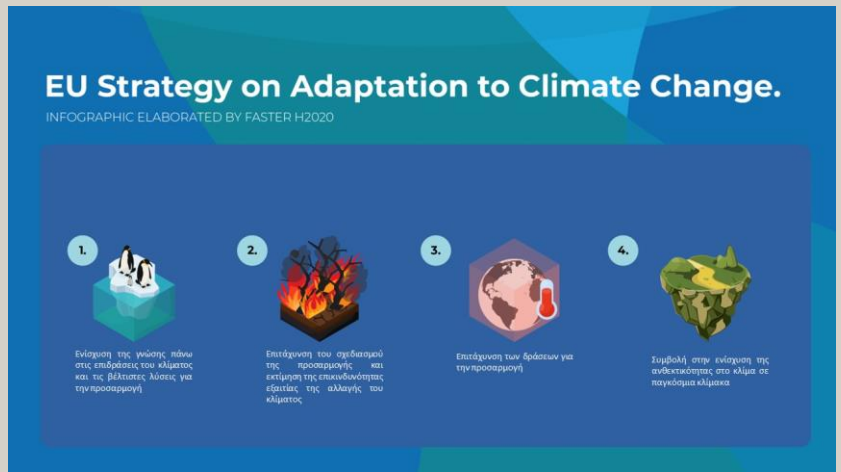 EU Strategy on Adaptation to Climate Change.
INFOGRAPHIC ELABORATED BY FASTER H2020
1.
Ενίσχυση της γνώσης πάνω
στις επιδράσεις του κλίματος
και τις βέλτιστες λύσεις για
την προσαρμογή
2.
Επιτάχυνση του σχεδιασμού
της προσαρμογής και
εκτίμηση της επικινδυνότητας
εξαιτίας της αλλαγής του
κλίματος
3.
Επιτάχυνση των δράσεων για
την προσαρμογή
4.
Συμβολή στην ενίσχυση της
ανθεκτικότητας στο κλίμα σε
παγκόσμια κλίμακα